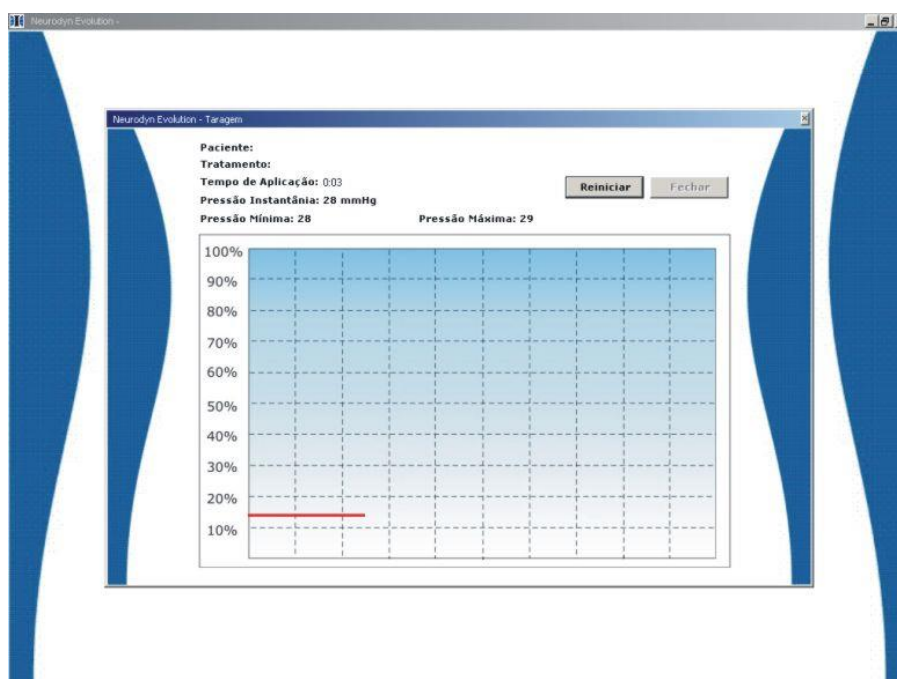 Neurodyn Evolution -
Neurodyn Evolution - Taragem
Paciente:
Tratamento:
Tempo de Aplicação: 0:03
Pressão Instantânia: 28 mmHg
Reiniciar Fechar
Pressão Mínima: 28 Pressão Máxima: 29
100%
90%
80%
70%
60%
50%
40%
30%
20%
10%